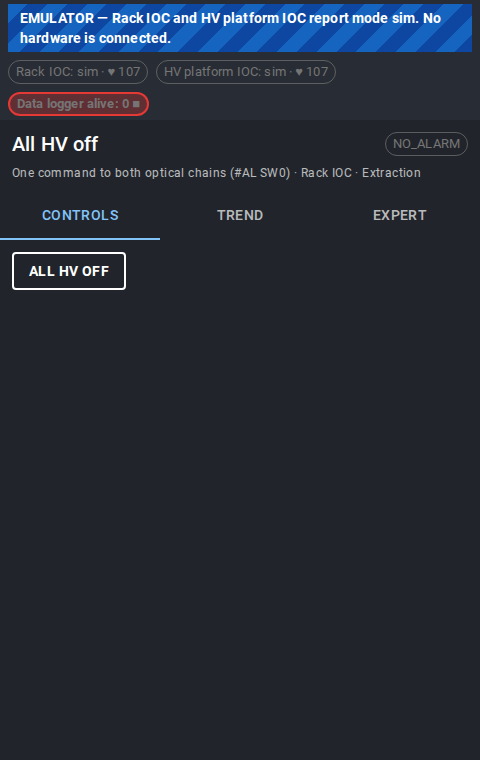 EMULATOR — Rack IOC and HV platform IOC report mode sim. No
hardware is connected.
Rack IOC: sim · ♥ 107
HV platform IOC: sim · ♥ 107
Data logger alive: 0 ■
All HV off
NO_ALARM
One command to both optical chains (#AL SW0) · Rack IOC · Extraction
CONTROLS
TREND
EXPERT
ALL HV OFF